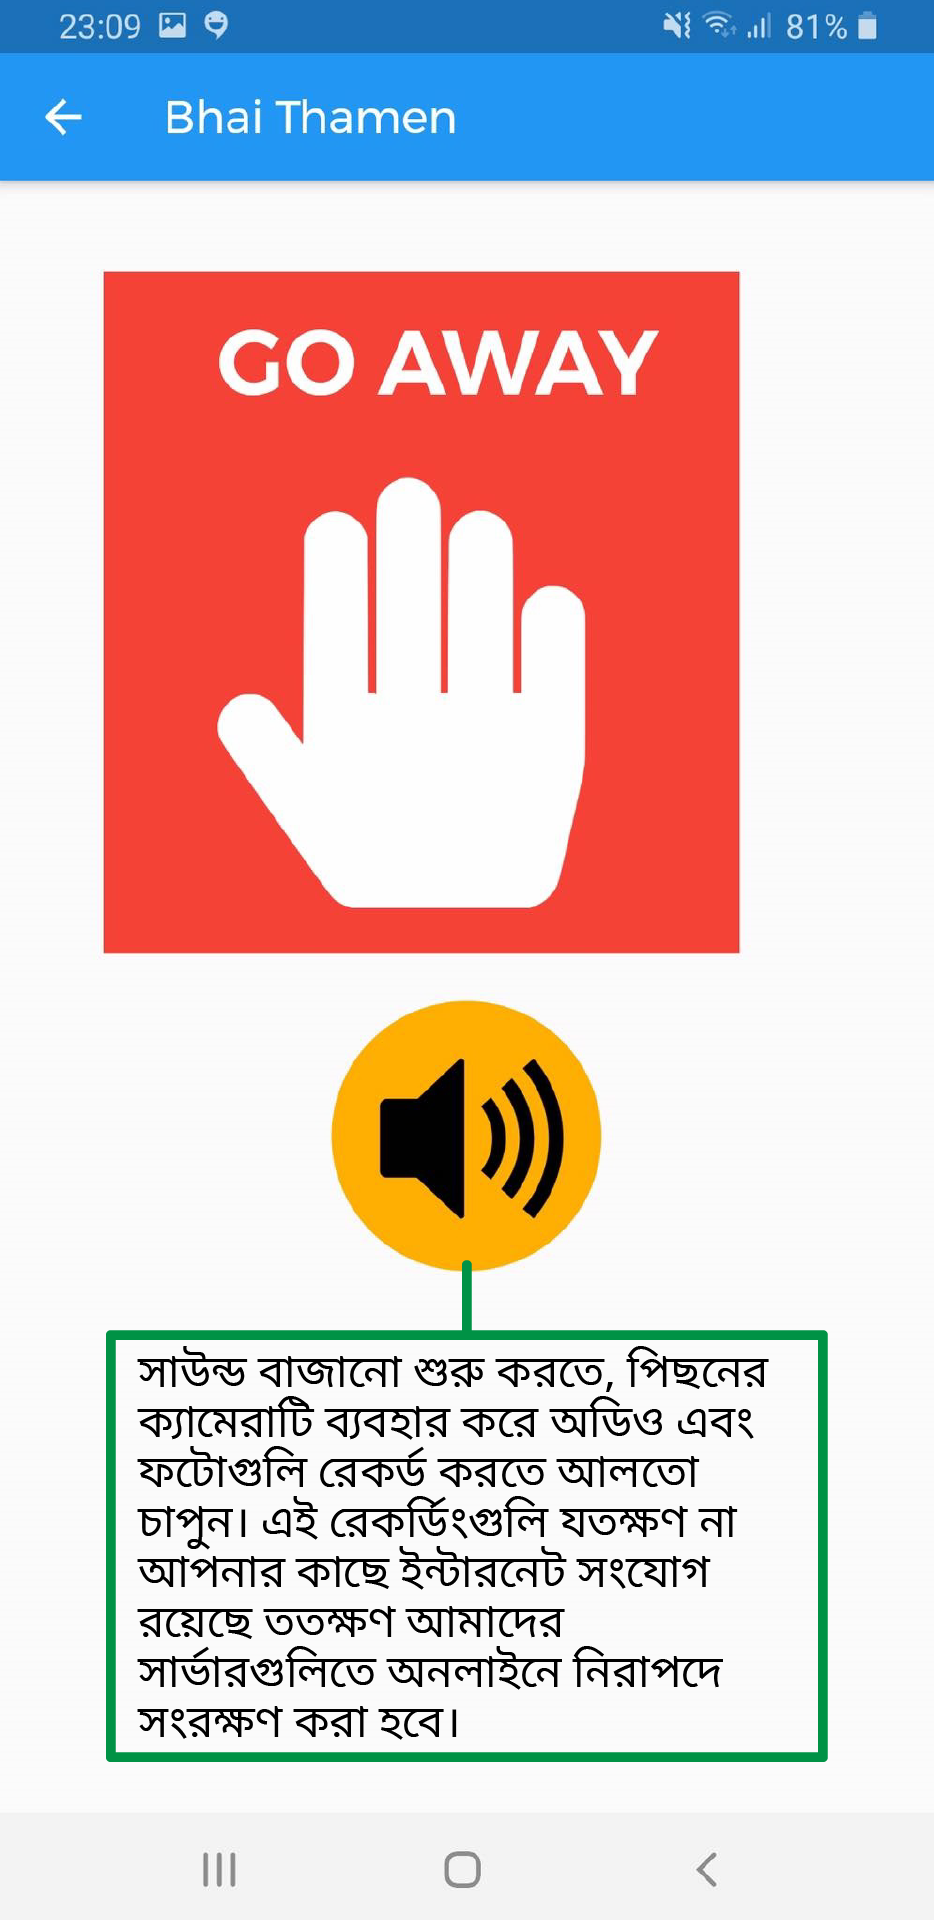 23:09
81%
Bhai Thamen
GO AWAY
সাউন্ড বাজানো শুরু করতে, পিছনের
ক্যামেরাটি ব্যবহার করে অডিও এবং
ফটোগুলি রেকর্ড করতে আলতো
চাপুন। এই রেকর্ডিংগুলি যতক্ষণ না
আপনার কাছে ইন্টারনেট সংযোগ
রয়েছে ততক্ষণ আমাদের
সার্ভারগুলিতে অনলাইনে নিরাপদে
সংরক্ষণ করা হবে।